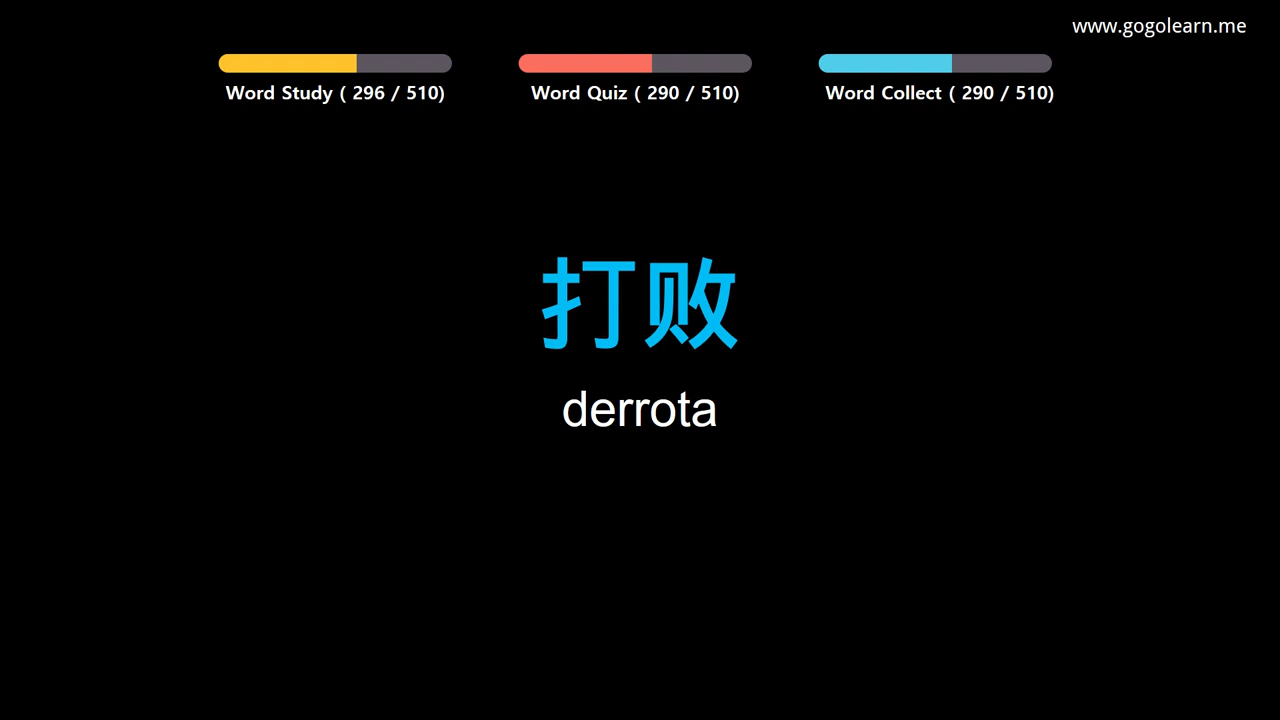 www.gogolearn.me
Word Study ( 296 / 510)
Word Quiz ( 290 / 510)
Word Collect ( 290 / 510)
打败
derrota